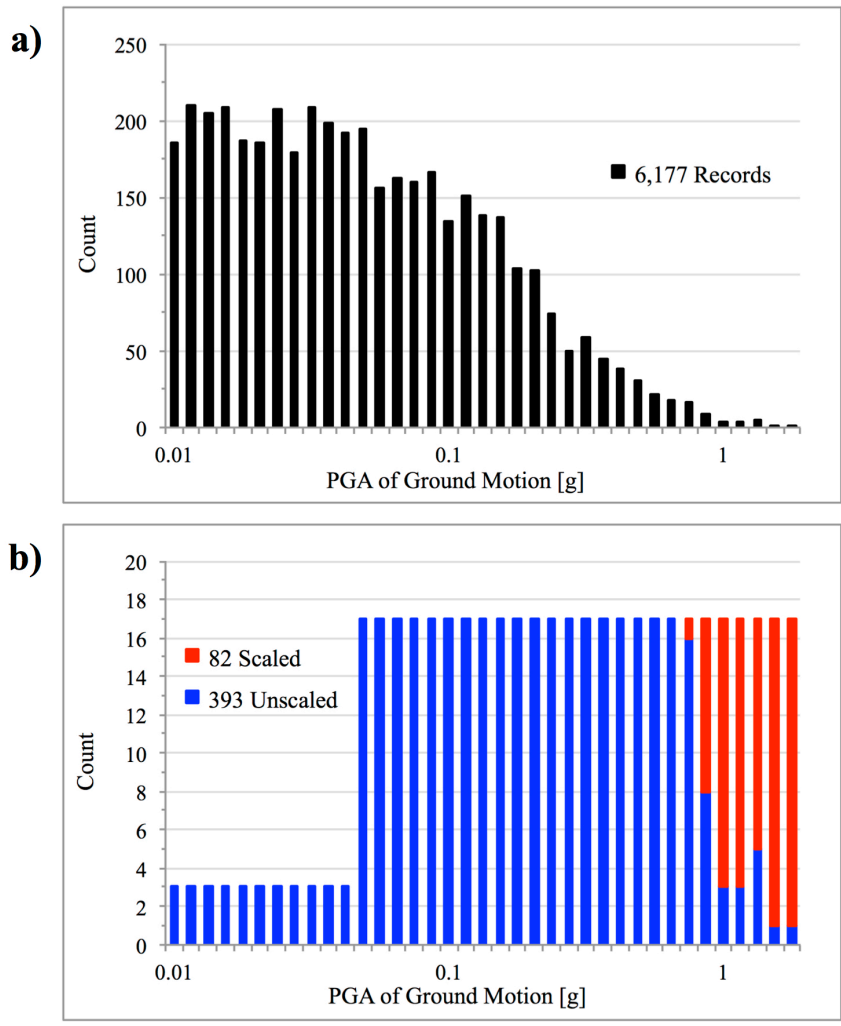 a)
250
200
150
100
50
0
Count
6,177 Records
0.01 0.1 1
PGA of Ground Motion [g]
b)
20
18
16
14
12
10
8
6
4
2
0
Count
82 Scaled
393 Unscaled
0.01 0.1 1
PGA of Ground Motion [g]